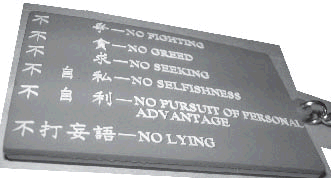 不爭—NO FIGHTING
不貪—NO GREED
不求—NO SEEKING
不自私—NO SELFISHNESS
不自利—NO PURSUIT OF PERSONAL
ADVANTAGE
不打妄語—NO LYING